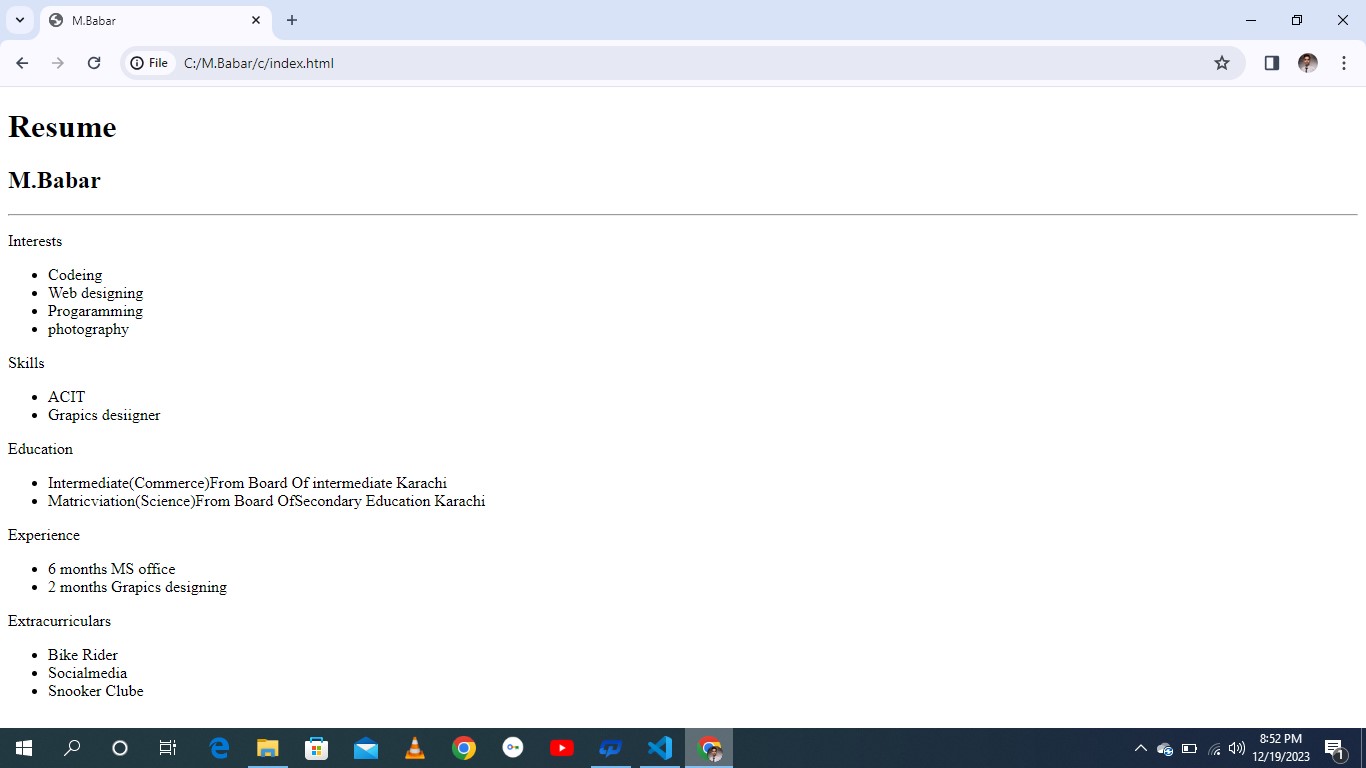 M.Babar
File
C:/M.Babar/c/index.html
Resume
M.Babar
Interests
Codeing
Web designing
Progaramming
photography
Skills
ACIT
Grapics desiigner
Education
Intermediate(Commerce)From Board Of intermediate Karachi
Matricviation(Science)From Board OfSecondary Education Karachi
Experience
6 months MS office
2 months Grapics designing
Extracurriculars
Bike Rider
Socialmedia
Snooker Clube
8:52 PM
12/19/2023
1